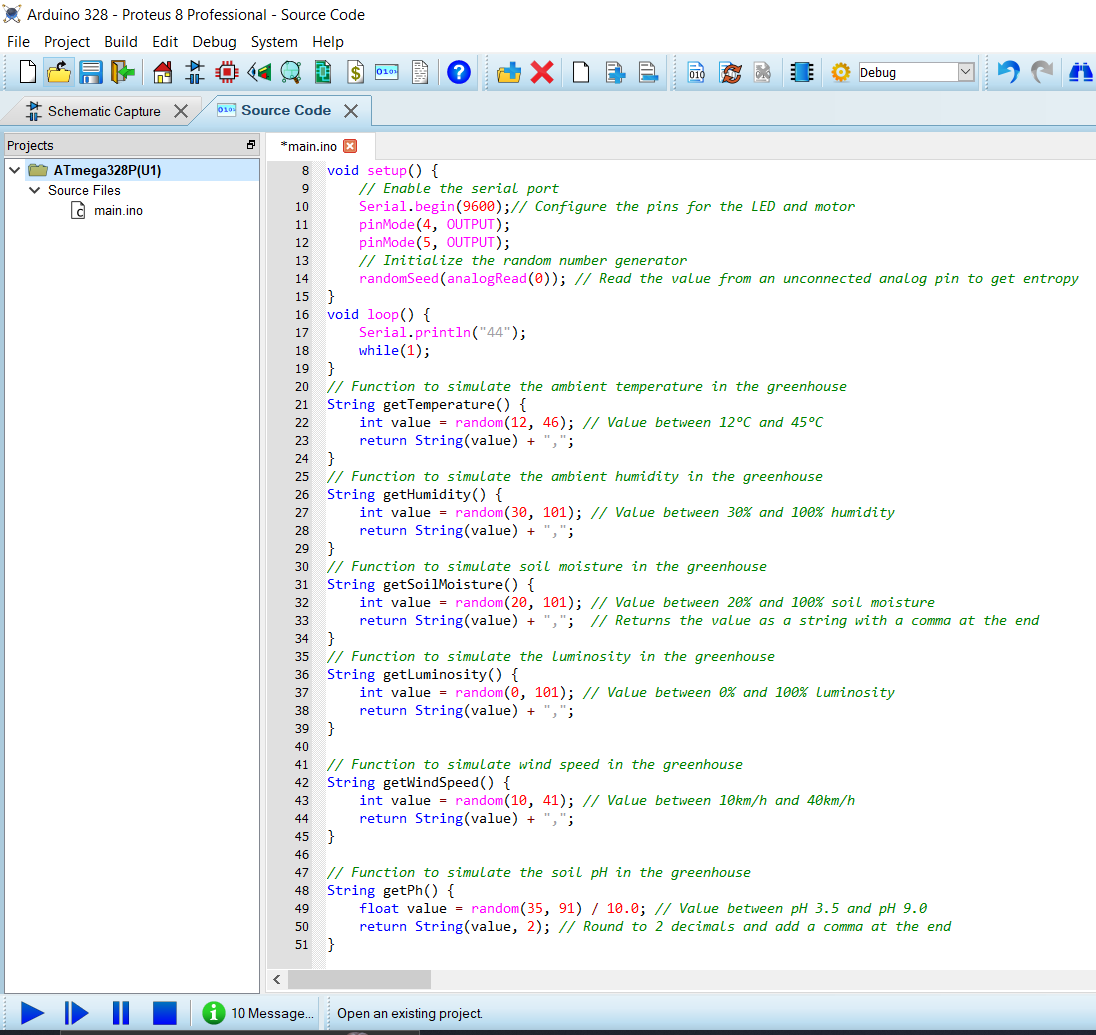 Arduino 328 - Proteus 8 Professional - Source Code
File Project Build Edit Debug System Help
Debug
Schematic Capture
Source Code
Projects
ATmega328P(U1)
Source Files
main.ino
*main.ino
8 void setup() {
9 // Enable the serial port
10 Serial.begin(9600);// Configure the pins for the LED and motor
11 pinMode(4, OUTPUT);
12 pinMode(5, OUTPUT);
13 // Initialize the random number generator
14 randomSeed(analogRead(0)); // Read the value from an unconnected analog pin to get entropy
15 }
16 void loop() {
17 Serial.println("44");
18 while(1);
19 }
20 // Function to simulate the ambient temperature in the greenhouse
21 String getTemperature() {
22 int value = random(12, 46); // Value between 12ºC and 45ºC
23 return String(value) + ",";
24 }
25 // Function to simulate the ambient humidity in the greenhouse
26 String getHumidity() {
27 int value = random(30, 101); // Value between 30% and 100% humidity
28 return String(value) + ",";
29 }
30 // Function to simulate soil moisture in the greenhouse
31 String getSoilMoisture() {
32 int value = random(20, 101); // Value between 20% and 100% soil moisture
33 return String(value) + ","; // Returns the value as a string with a comma at the end
34 }
35 // Function to simulate the luminosity in the greenhouse
36 String getLuminosity() {
37 int value = random(0, 101); // Value between 0% and 100% luminosity
38 return String(value) + ",";
39 }
40
41 // Function to simulate wind speed in the greenhouse
42 String getWindSpeed() {
43 int value = random(10, 41); // Value between 10km/h and 40km/h
44 return String(value) + ",";
45 }
46
47 // Function to simulate the soil pH in the greenhouse
48 String getPh() {
49 float value = random(35, 91) / 10.0; // Value between pH 3.5 and pH 9.0
50 return String(value, 2); // Round to 2 decimals and add a comma at the end
51 }
10 Message...
Open an existing project.